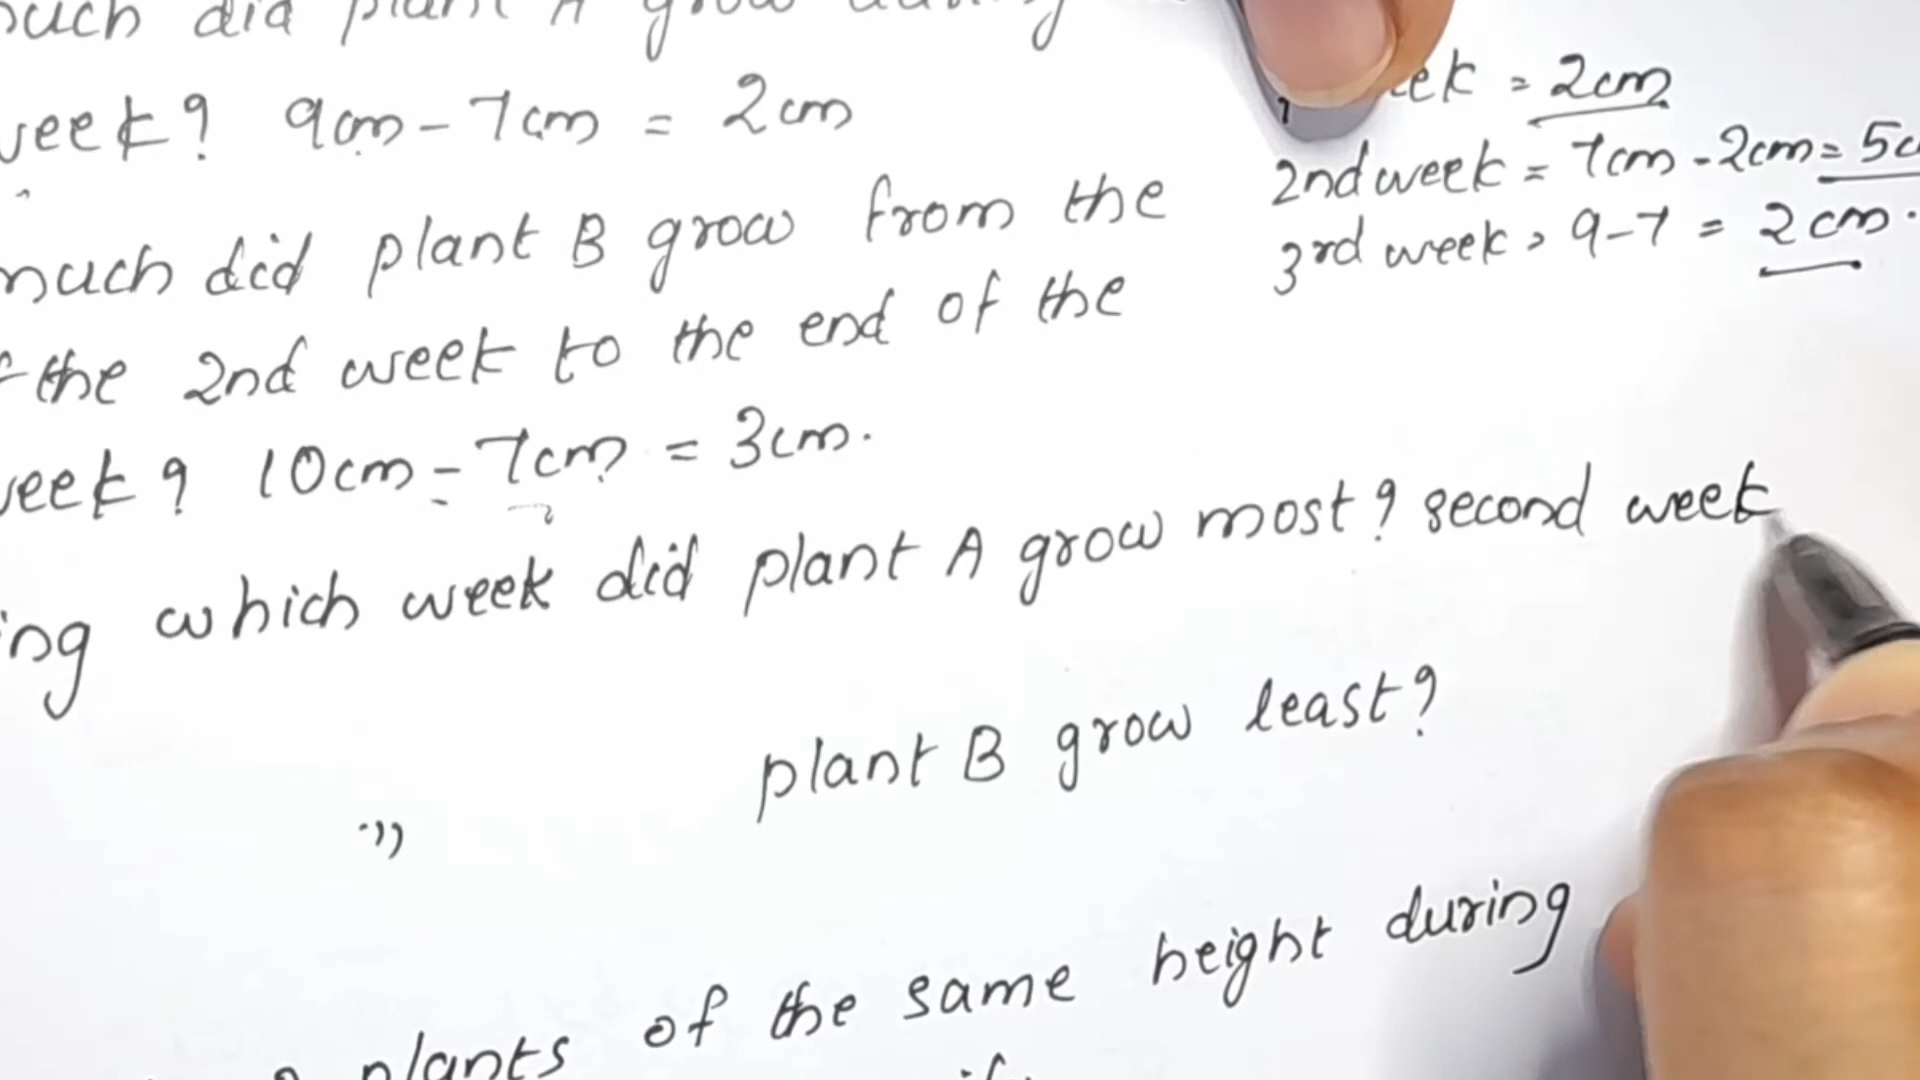 much did plant A grow during
week? 9cm - 7cm = 2cm
much did plant B grow from the
the 2nd week to the end of the
week? 10cm - 7cm = 3cm.
ing which week did plant A grow most? second week
" plant B grow least?
plants of the same height during
= 2cm
2nd week = 7cm - 2cm = 5c
3rd week = 9-7 = 2cm.